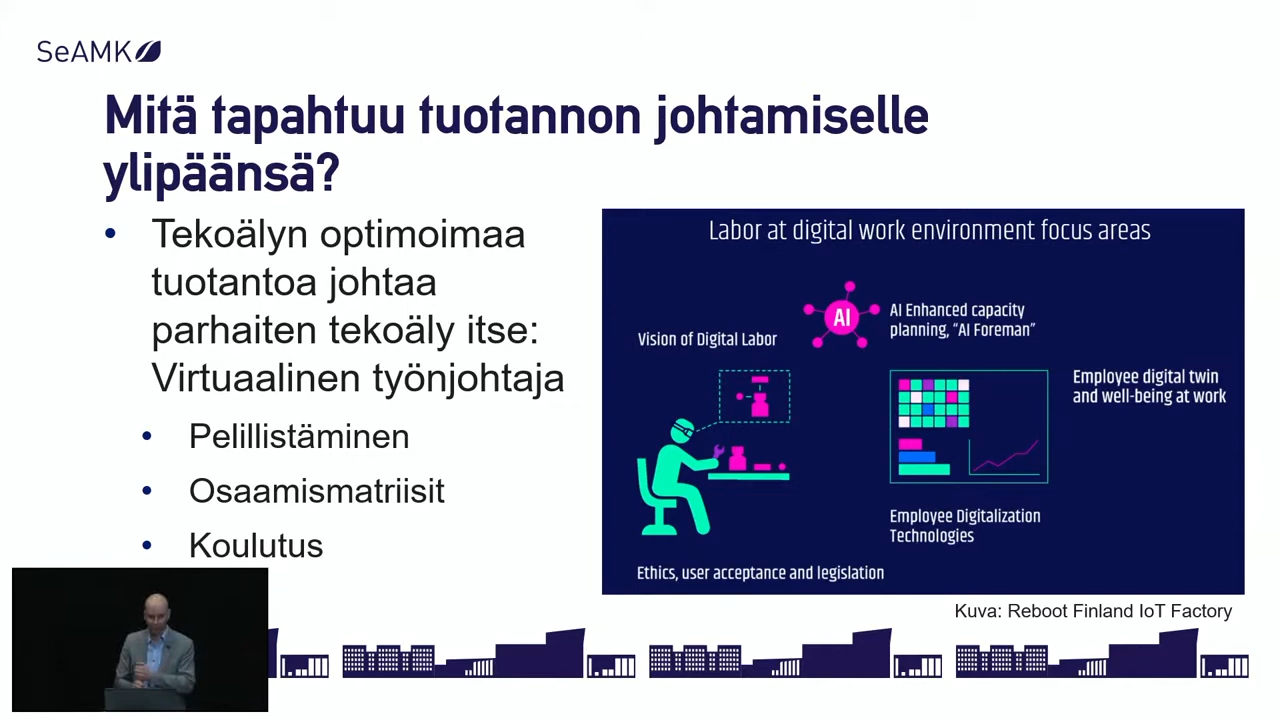 SeAMK
Mitä tapahtuu tuotannon johtamiselle
ylipäänsä?
• Tekoälyn optimoimaa
tuotantoa johtaa
parhaiten tekoäly itse:
Virtuaalinen työnjohtaja
• Pelillistäminen
• Osaamismatriisit
• Koulutus
Labor at digital work environment focus areas
AI
AI Enhanced capacity
planning, “AI Foreman”
Vision of Digital Labor
Employee digital twin
and well-being at work
Employee Digitalization
Technologies
Ethics, user acceptance and legislation
Kuva: Reboot Finland IoT Factory